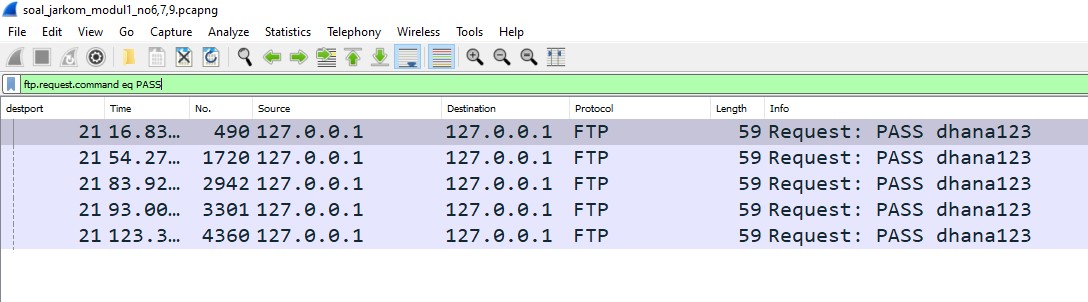 soal_jarkom_modul1_no6,7,9.pcapng
File Edit View Go Capture Analyze Statistics Telephony Wireless Tools Help
ftp.request.command eq PASS
destport Time No. Source Destination Protocol Length Info
21 16.83… 490 127.0.0.1 127.0.0.1 FTP 59 Request: PASS dhana123
21 54.27… 1720 127.0.0.1 127.0.0.1 FTP 59 Request: PASS dhana123
21 83.92… 2942 127.0.0.1 127.0.0.1 FTP 59 Request: PASS dhana123
21 93.00… 3301 127.0.0.1 127.0.0.1 FTP 59 Request: PASS dhana123
21 123.3… 4360 127.0.0.1 127.0.0.1 FTP 59 Request: PASS dhana123